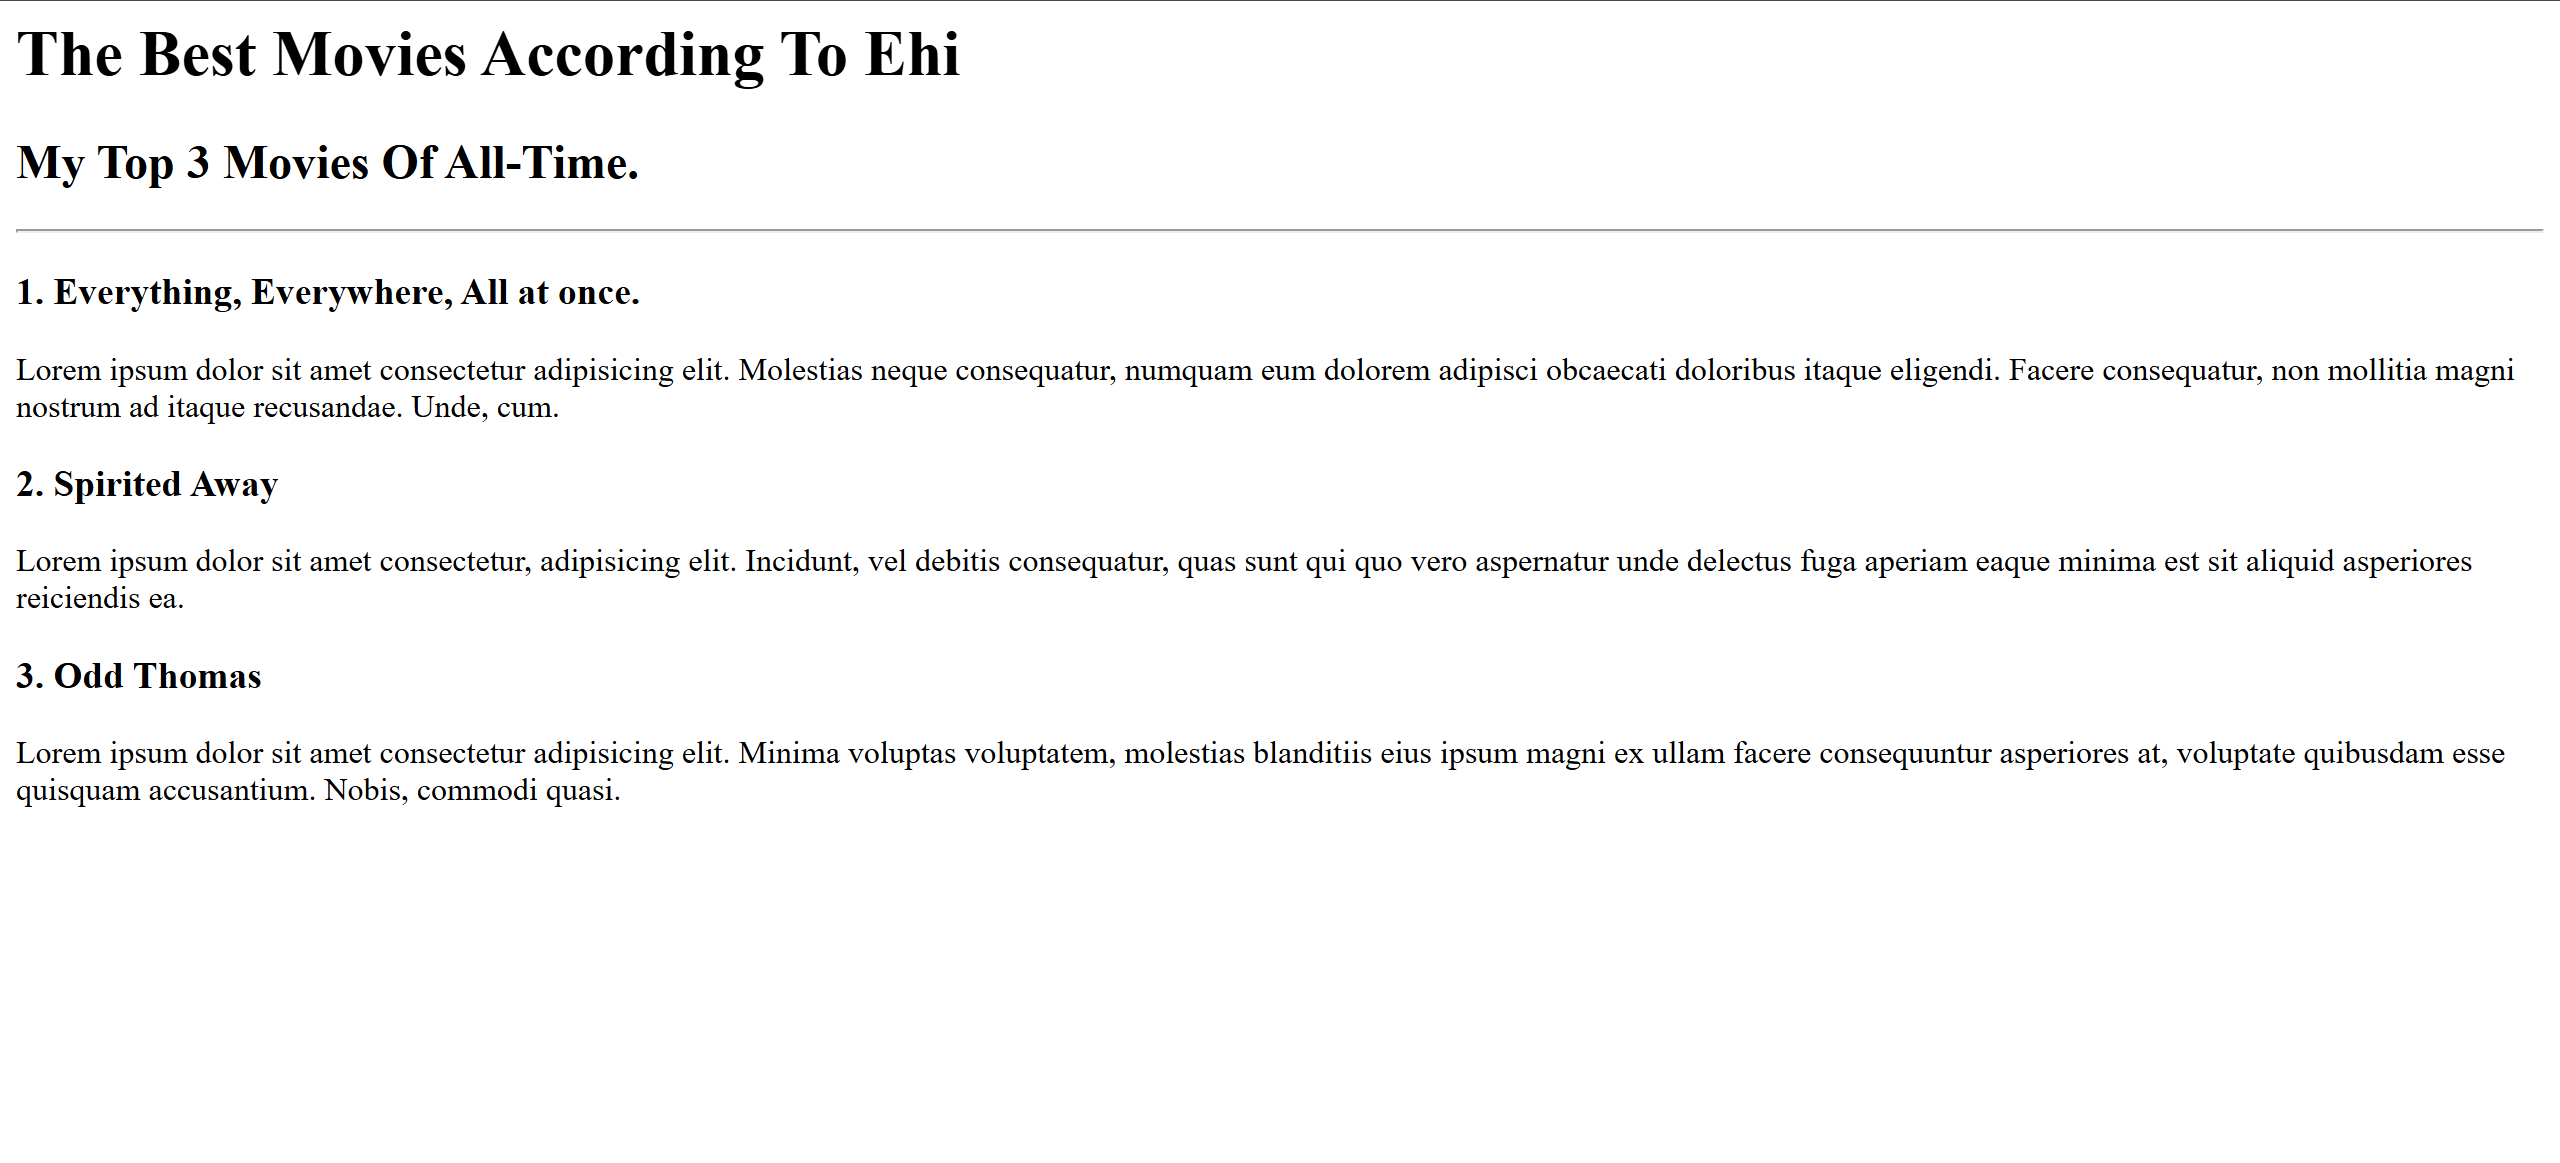 The Best Movies According To Ehi
My Top 3 Movies Of All-Time.
1. Everything, Everywhere, All at once.
Lorem ipsum dolor sit amet consectetur adipisicing elit. Molestias neque consequatur, numquam eum dolorem adipisci obcaecati doloribus itaque eligendi. Facere consequatur, non mollitia magni
nostrum ad itaque recusandae. Unde, cum.
2. Spirited Away
Lorem ipsum dolor sit amet consectetur, adipisicing elit. Incidunt, vel debitis consequatur, quas sunt qui quo vero aspernatur unde delectus fuga aperiam eaque minima est sit aliquid asperiores
reiciendis ea.
3. Odd Thomas
Lorem ipsum dolor sit amet consectetur adipisicing elit. Minima voluptas voluptatem, molestias blanditiis eius ipsum magni ex ullam facere consequuntur asperiores at, voluptate quibusdam esse
quisquam accusantium. Nobis, commodi quasi.